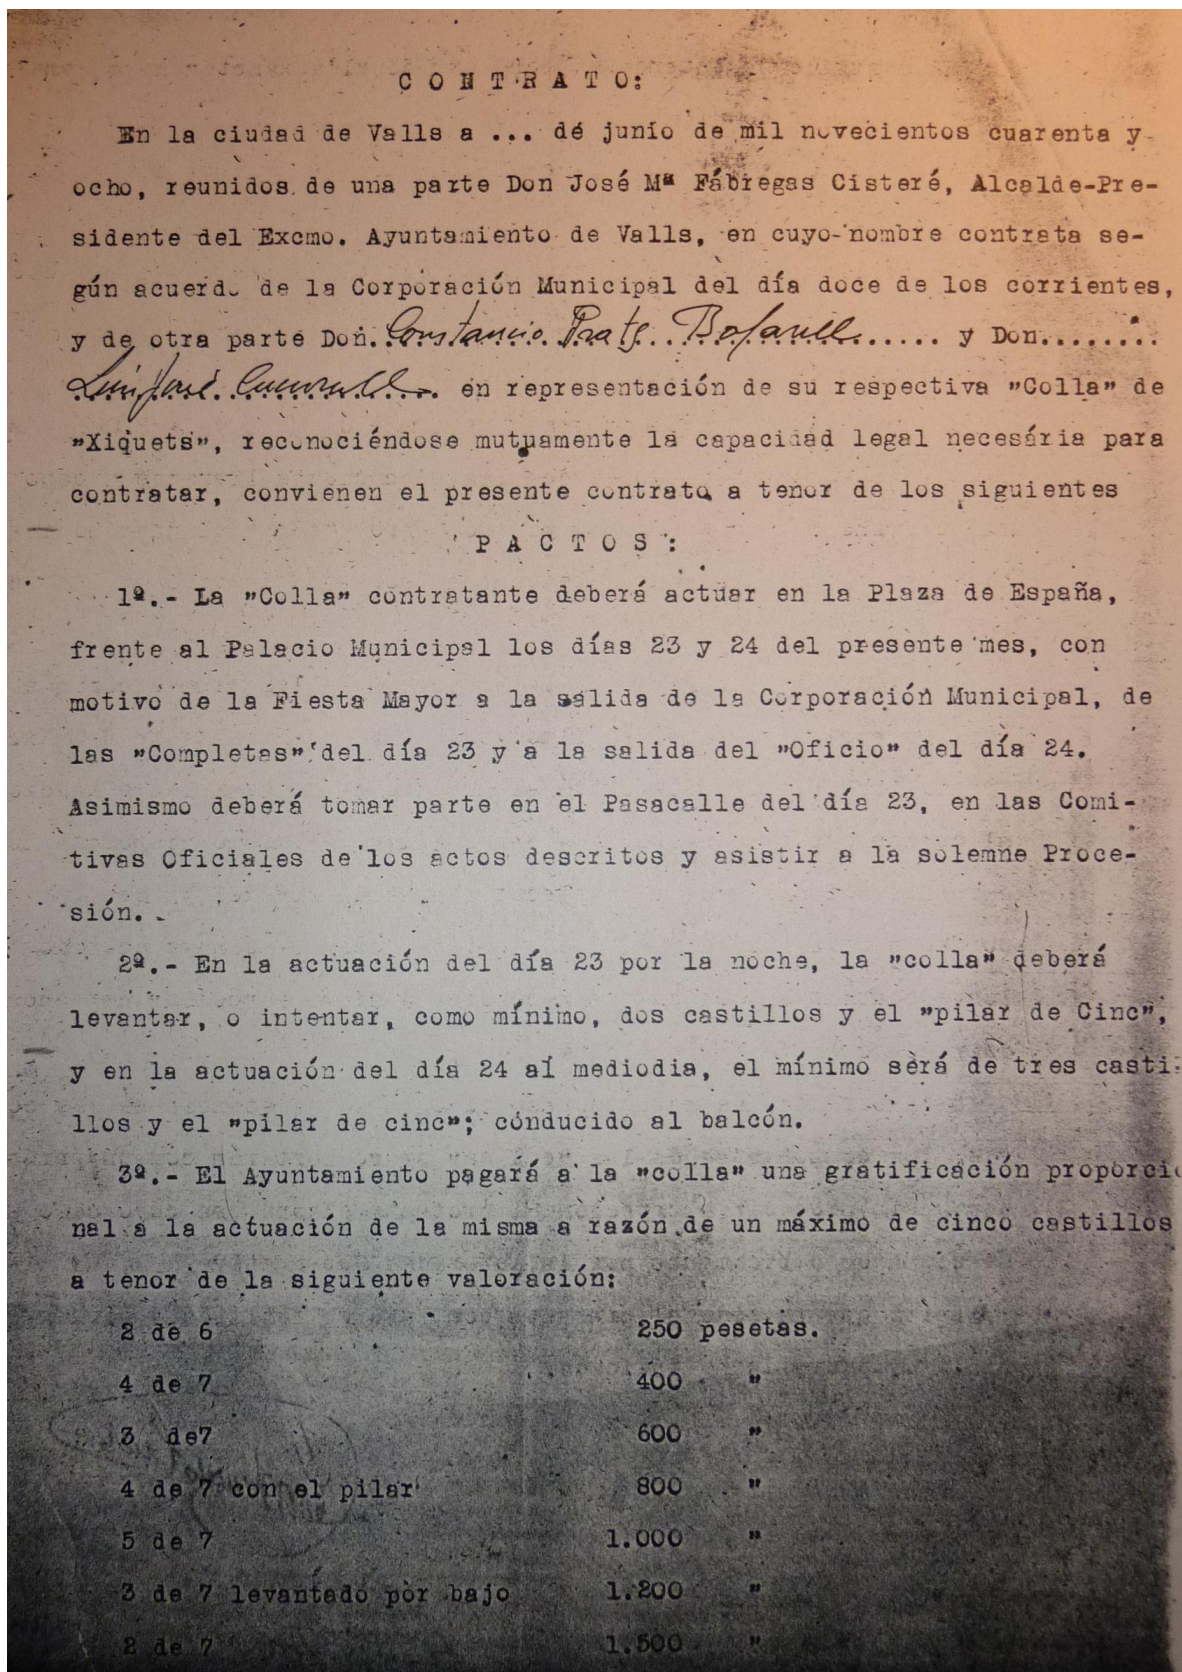 CONTRATO:
En la ciudad de Valls a ... de junio de mil novecientos cuarenta y
ocho, reunidos de una parte Don José Mª Fábregas Cisteré, Alcalde-Pre-
sidente del Excmo. Ayuntamiento de Valls, en cuyo nombre contrata se-
gún acuerdo de la Corporación Municipal del día doce de los corrientes,
y de otra parte Don. Constancio Prats Bofarull ...... y Don........
Luis José en representación de su respectiva "Colla" de
"Xiquets", reconociéndose mutuamente la capacidad legal necesária para
contratar, convienen el presente contrato a tenor de los siguientes
PACTOS:
1º.- La "Colla" contratante deberá actuar en la Plaza de España,
frente al Palacio Municipal los días 23 y 24 del presente mes, con
motivo de la Fiesta Mayor a la salida de la Corporación Municipal, de
las "Completas" del día 23 y a la salida del "Oficio" del día 24.
Asimismo deberá tomar parte en el Pasacalle del día 23, en las Comi-
tivas Oficiales de los actos descritos y asistir a la solemne Proce-
sión.
2º.- En la actuación del día 23 por la noche, la "colla" deberá
levantar, o intentar, como mínimo, dos castillos y el "pilar de Cinc",
y en la actuación del día 24 al mediodia, el mínimo será de tres casti-
llos y el "pilar de cinc"; conducido al balcón.
3º.- El Ayuntamiento pagará a la "colla" una gratificación proporcio
nal a la actuación de la misma a razón de un máximo de cinco castillos
a tenor de la siguiente valoración:
2 de 6 250 pesetas.
4 de 7 400 "
3 de7 600 "
4 de 7 con el pilar 800 "
5 de 7 1.000 "
3 de 7 levantado por bajo 1.200 "
2 de 7 1.500 "